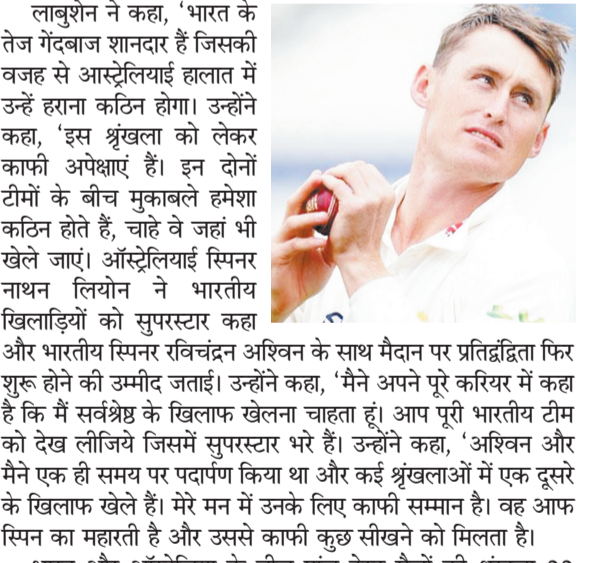 लाबुशेन ने कहा, ‘भारत के
तेज गेंदबाज शानदार हैं जिसकी
वजह से आस्ट्रेलियाई हालात में
उन्हें हराना कठिन होगा। उन्होंने
कहा, ‘इस श्रृंखला को लेकर
काफी अपेक्षाएं हैं। इन दोनों
टीमों के बीच मुकाबले हमेशा
कठिन होते हैं, चाहे वे जहां भी
खेले जाएं। ऑस्ट्रेलियाई स्पिनर
नाथन लियोन ने भारतीय
खिलाड़ियों को सुपरस्टार कहा
और भारतीय स्पिनर रविचंद्रन अश्विन के साथ मैदान पर प्रतिद्वंद्विता फिर
शुरू होने की उम्मीद जताई। उन्होंने कहा, ‘मैने अपने पूरे करियर में कहा
है कि मैं सर्वश्रेष्ठ के खिलाफ खेलना चाहता हूं। आप पूरी भारतीय टीम
को देख लीजिये जिसमें सुपरस्टार भरे हैं। उन्होंने कहा, ‘अश्विन और
मैने एक ही समय पर पदार्पण किया था और कई श्रृंखलाओं में एक दूसरे
के खिलाफ खेले हैं। मेरे मन में उनके लिए काफी सम्मान है। वह आफ
स्पिन का महारती है और उससे काफी कुछ सीखने को मिलता है।